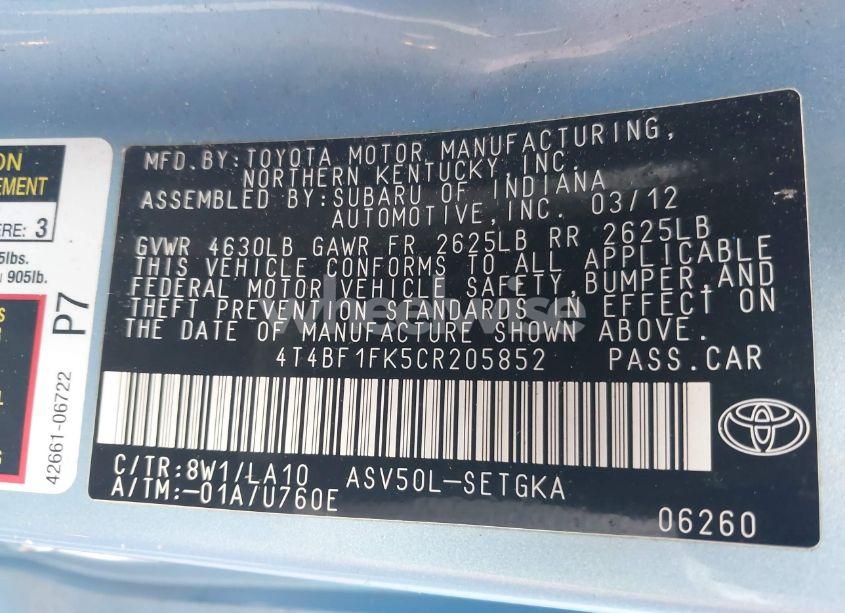 ON
EMENT
ERE: 3
5lbs.
905lb.
P7
S
L
S
42661-06722
MFD.BY:TOYOTA MOTOR MANUFACTURING,
NORTHERN KENTUCKY, INC.
ASSEMBLED BY:SUBARU OF INDIANA
AUTOMOTIVE,INC. 03/12
GVWR 4630LB GAWR FR 2625LB RR 2625LB
THIS VEHICLE CONFORMS TO ALL APPLICABLE
FEDERAL MOTOR VEHICLE SAFETY,BUMPER,AND
THEFT PREVENTION STANDARDS IN EFFECT ON
THE DATE OF MANUFACTURE SHOWN ABOVE.
wheelwise
4T4BF1FK5CR205852 PASS.CAR
C/TR:8W1/LA10 ASV50L-SETGKA
A/TM:-01A/U760E
06260